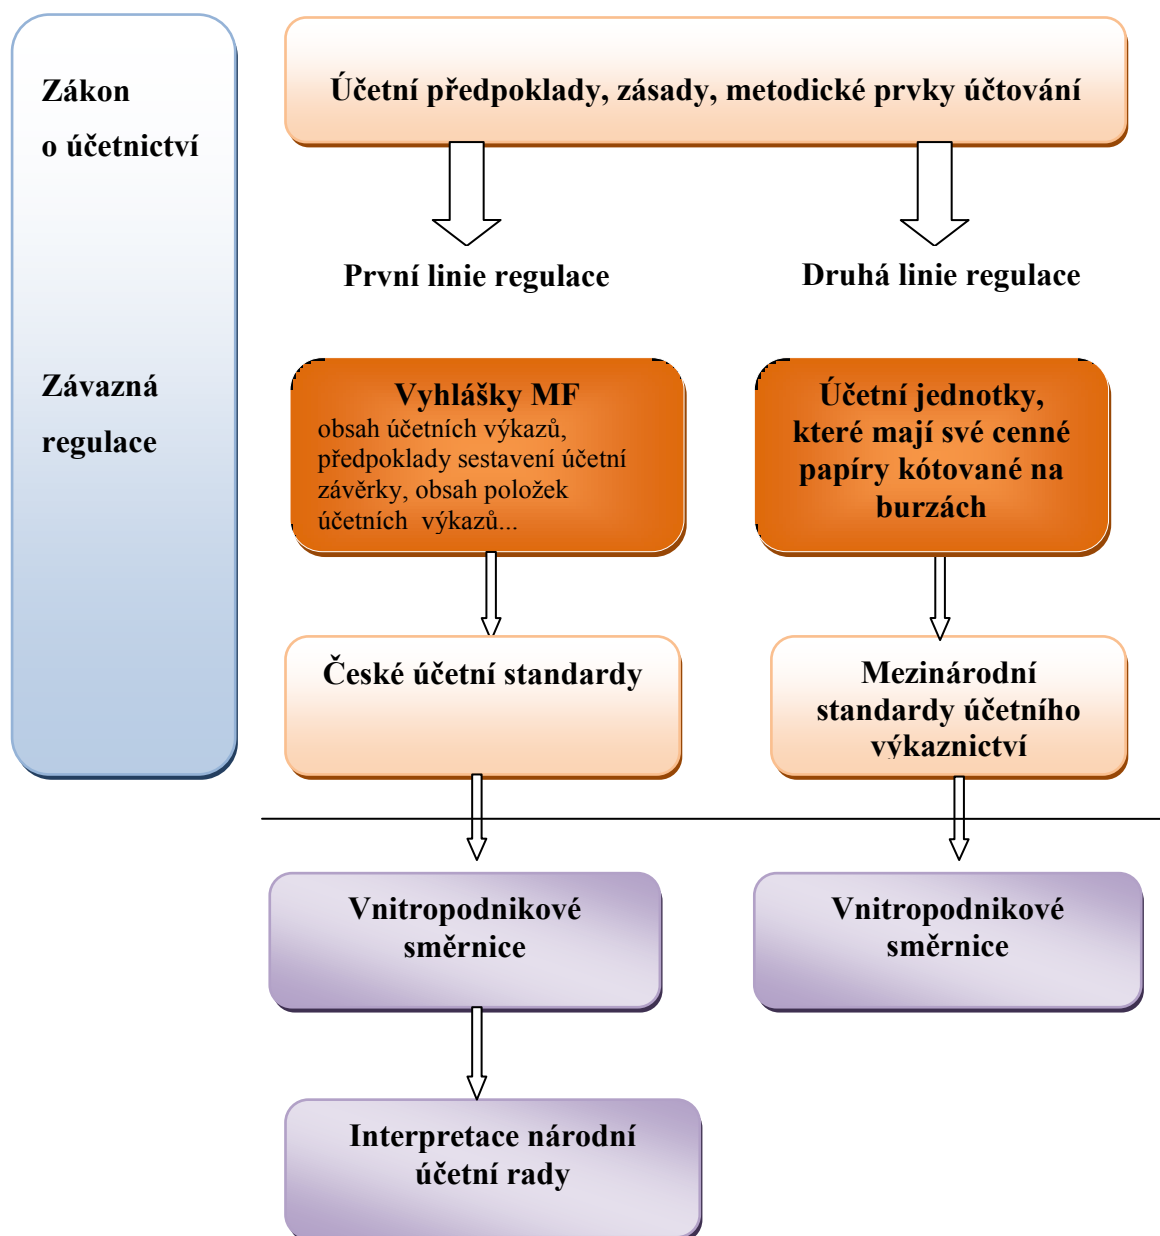 Zákon
o účetnictví
Závazná
regulace
Účetní předpoklady, zásady, metodické prvky účtování
První linie regulace
Druhá linie regulace
Vyhlášky MF
obsah účetních výkazů,
předpoklady sestavení účetní
závěrky, obsah položek
účetních výkazů...
Účetní jednotky,
které mají své cenné
papíry kótované na
burzách
České účetní standardy
Mezinárodní
standardy účetního
výkaznictví
Vnitropodnikové
směrnice
Vnitropodnikové
směrnice
Interpretace národní
účetní rady